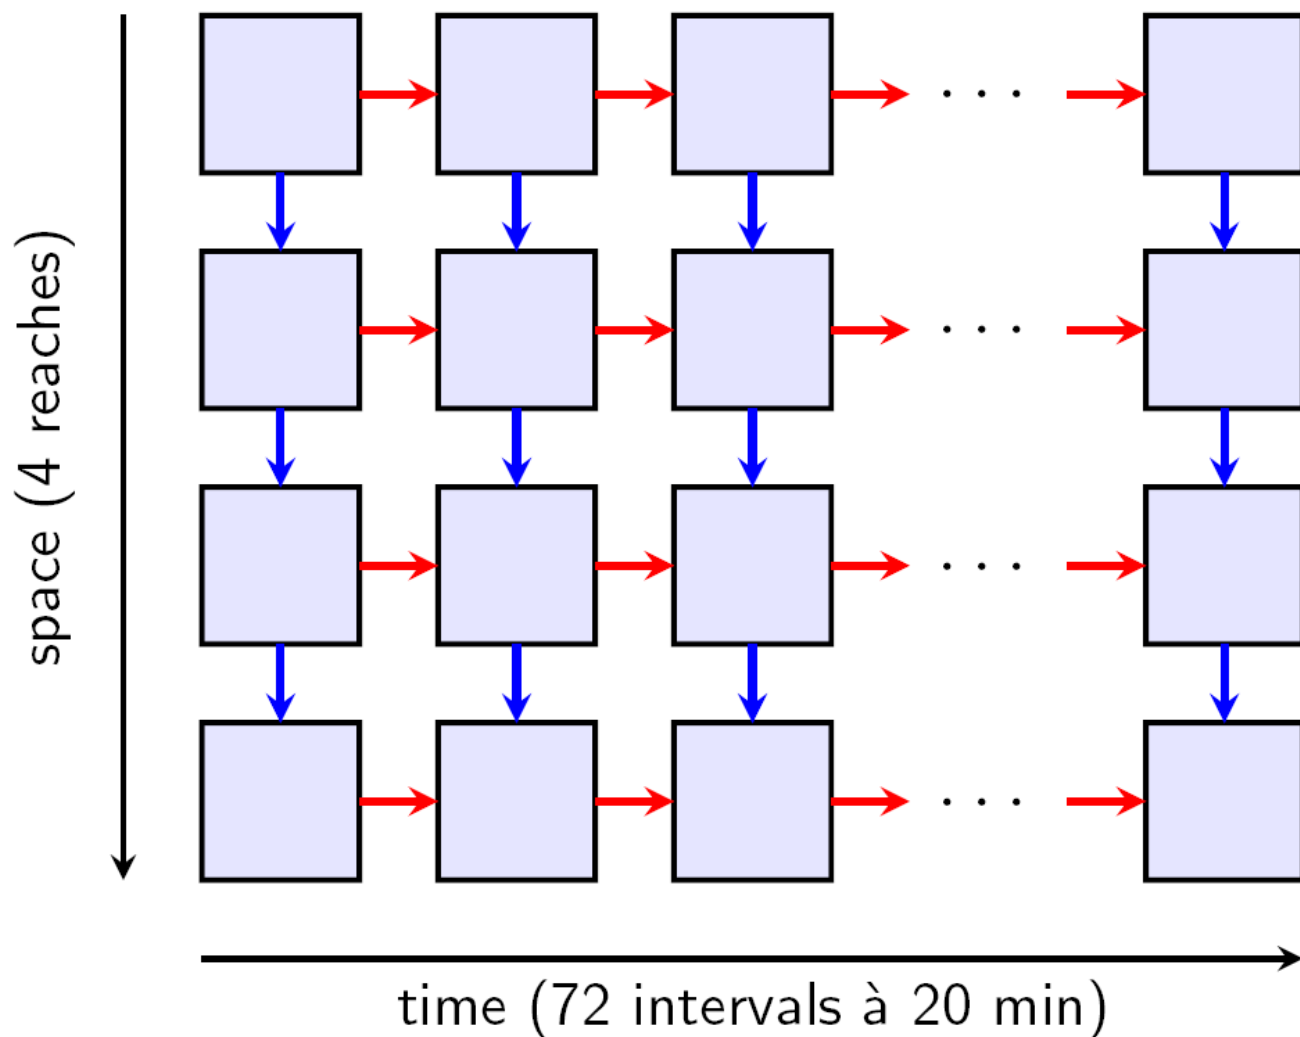 space (4 reaches)
. . .
. . .
. . .
. . .
time (72 intervals à 20 min)